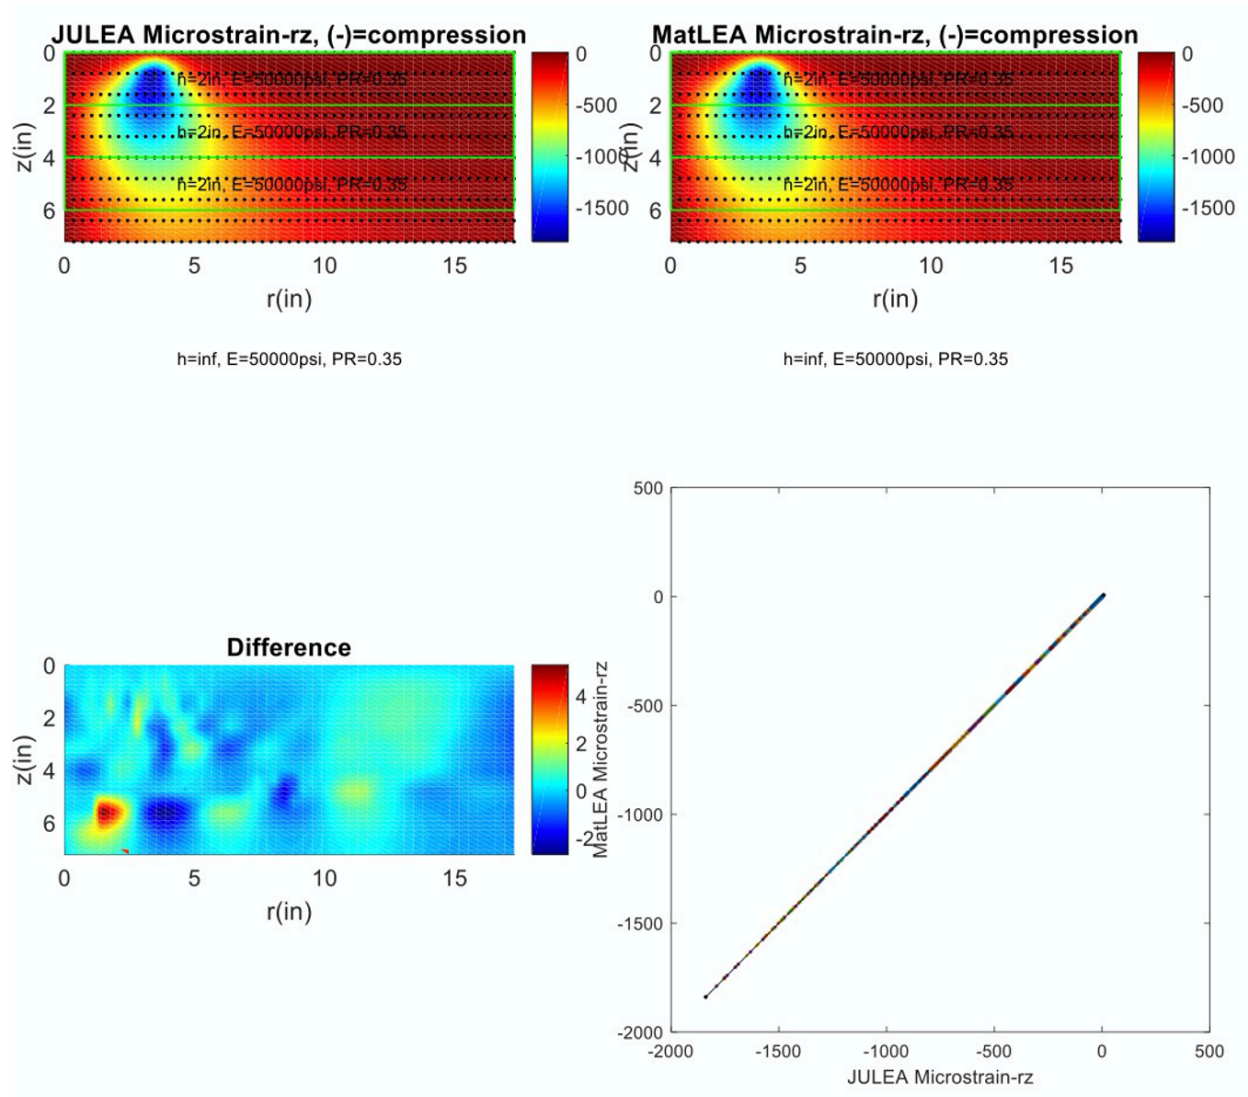 JULEA Microstrain-rz, (-)=compression
0
2
4
6
z(in)
h=2in, E=50000psi, PR=0.35
h=2in, E=50000psi, PR=0.35
h=2in, E=50000psi, PR=0.35
0
5
10
15
r(in)
0
-500
-1000
-1500
h=inf, E=50000psi, PR=0.35
MatLEA Microstrain-rz, (-)=compression
0
2
4
6
z(in)
h=2in, E=50000psi, PR=0.35
h=2in, E=50000psi, PR=0.35
h=2in, E=50000psi, PR=0.35
0
5
10
15
r(in)
0
-500
-1000
-1500
h=inf, E=50000psi, PR=0.35
Difference
0
2
4
6
z(in)
0
5
10
15
r(in)
4
2
0
-2
MatLEA Microstrain-rz
500
0
-500
-1000
-1500
-2000
-2000
-1500
-1000
-500
0
500
JULEA Microstrain-rz